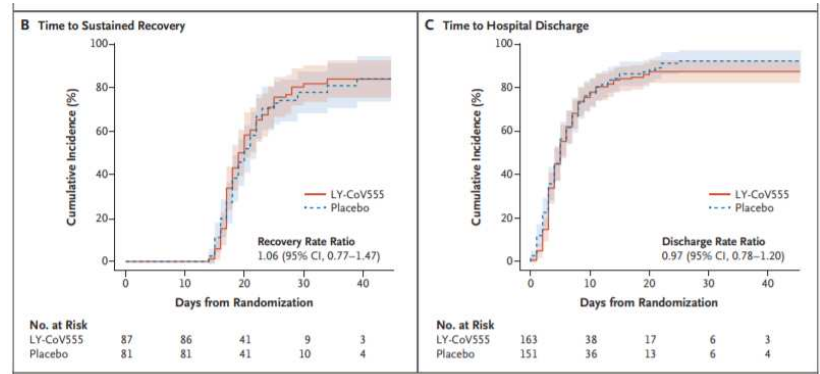 B Time to Sustained Recovery
100
80
60
40
20
0
Cumulative Incidence (%)
LY-CoV555
Placebo
Recovery Rate Ratio
1.06 (95% CI, 0.77–1.47)
0 10 20 30 40
Days from Randomization
No. at Risk
LY-CoV555 87 86 41 9 3
Placebo 81 81 41 10 4
C Time to Hospital Discharge
100
80
60
40
20
0
Cumulative Incidence (%)
LY-CoV555
Placebo
Discharge Rate Ratio
0.97 (95% CI, 0.78–1.20)
0 10 20 30 40
Days from Randomization
No. at Risk
LY-CoV555 163 38 17 6 3
Placebo 151 36 13 6 4